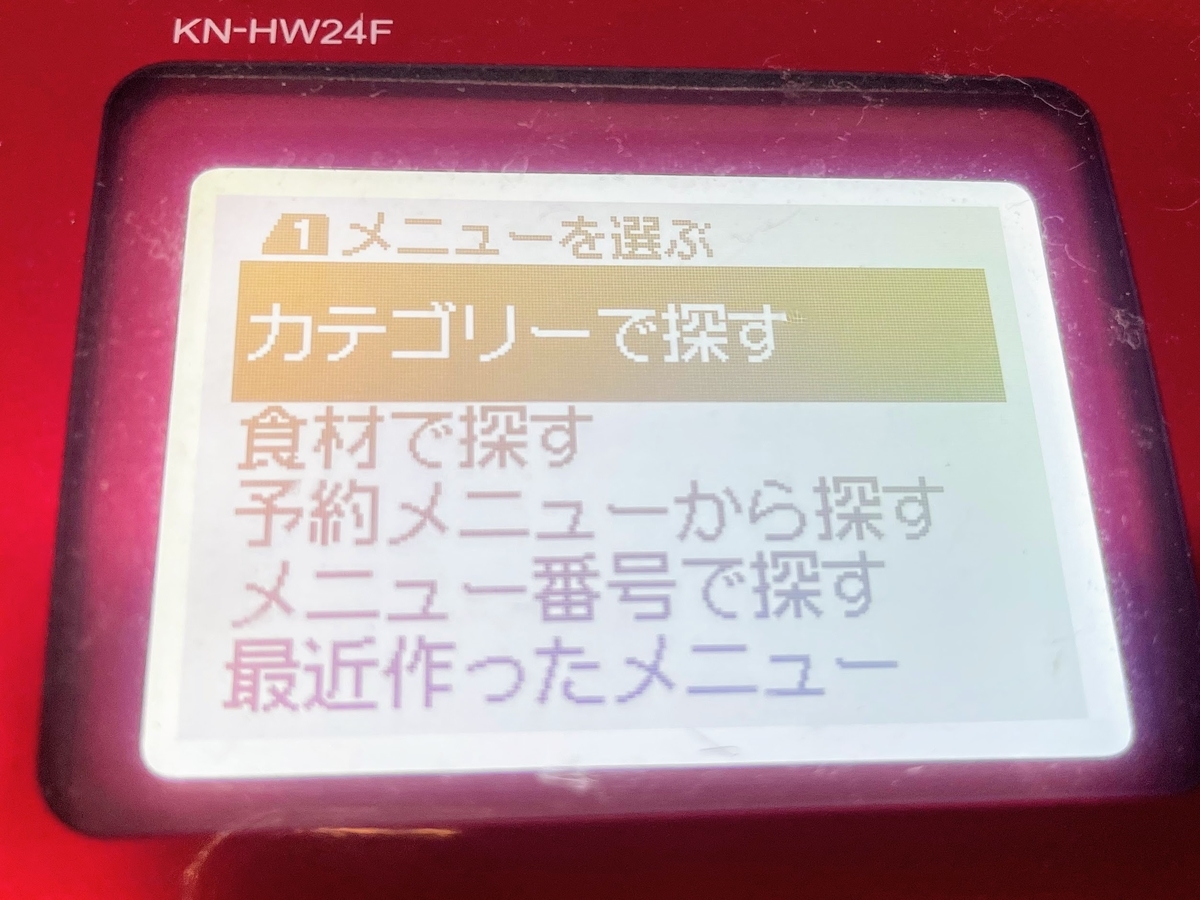 KN-HW24F
1 メニューを選ぶ
カテゴリーで探す
食材で探す
予約メニューから探す
メニュー番号で探す
最近作ったメニュー